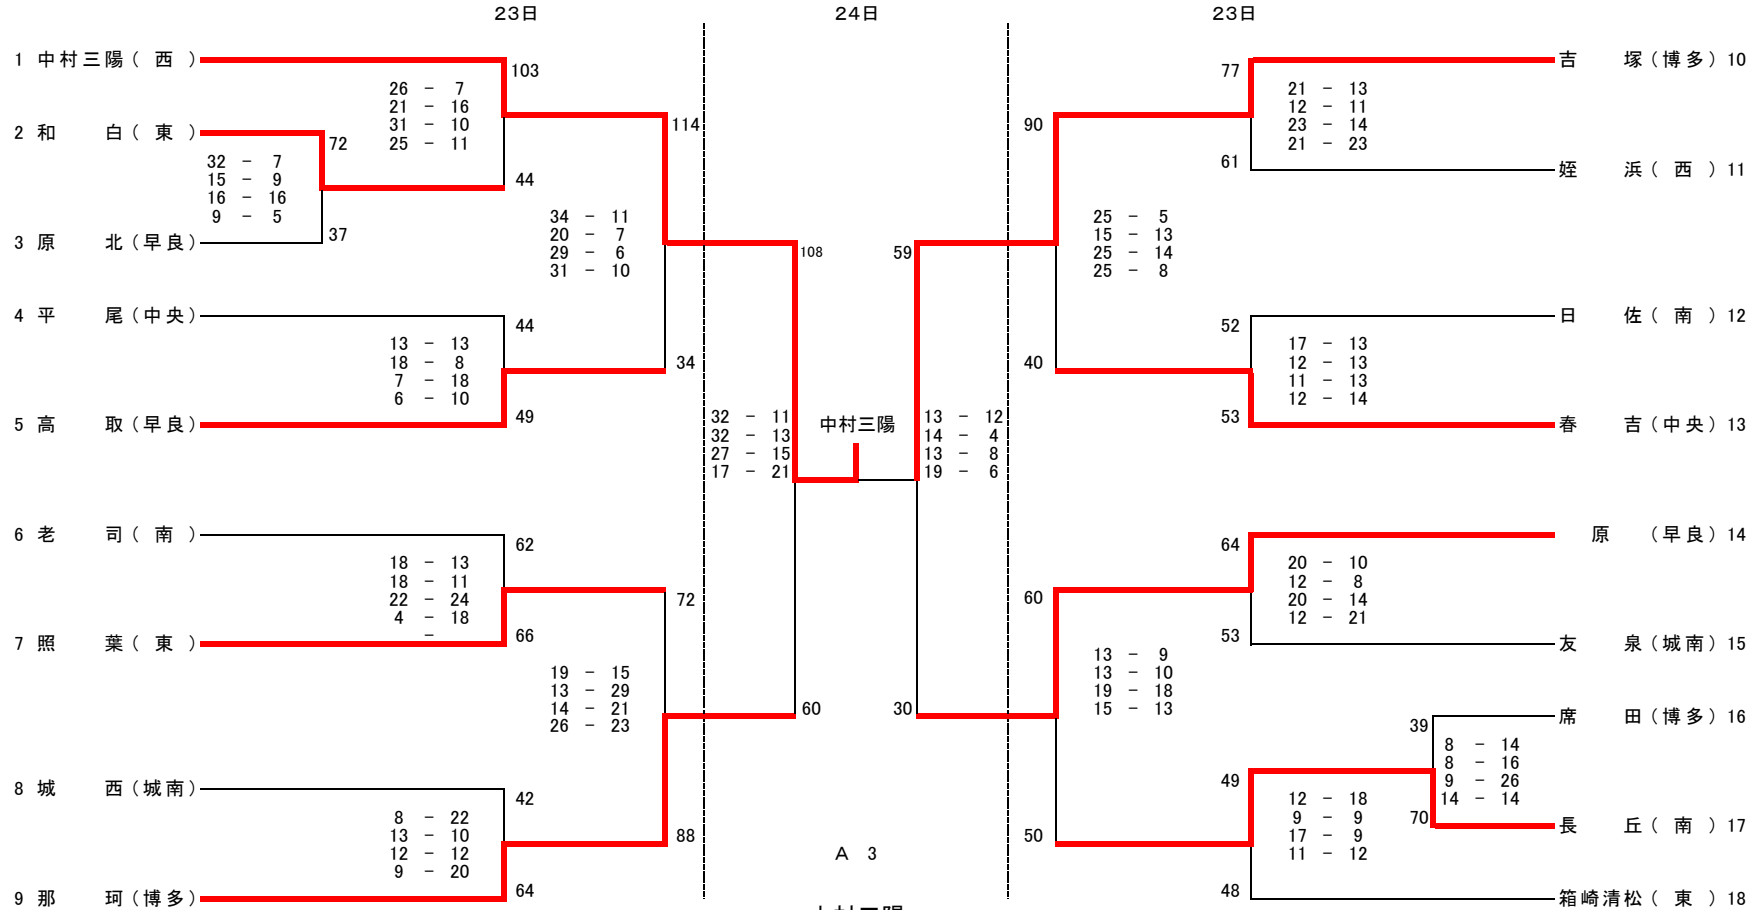 23日 24日 23日
1 中村三陽(西)
103
26 - 7
21 - 16
31 - 10
25 - 11
2 和 白(東)
72
32 - 7
15 - 9
16 - 16
9 - 5
3 原 北(早良)
37
44
114
34 - 11
20 - 7
29 - 6
31 - 10
4 平 尾(中央)
44
13 - 13
18 - 8
7 - 18
6 - 10
5 高 取(早良)
49
34
108
32 - 11
32 - 13
27 - 15
17 - 21
中村三陽
6 老 司(南)
62
18 - 13
18 - 11
22 - 24
4 - 18
-
7 照 葉(東)
66
72
19 - 15
13 - 29
14 - 21
26 - 23
60
8 城 西(城南)
42
8 - 22
13 - 10
12 - 12
9 - 20
9 那 珂(博多)
64
88
A 3
吉 塚(博多) 10
77
21 - 13
12 - 11
23 - 14
21 - 23
姪 浜(西) 11
61
90
25 - 5
15 - 13
25 - 14
25 - 8
日 佐(南) 12
52
17 - 13
12 - 13
11 - 13
12 - 14
春 吉(中央) 13
53
40
59
13 - 12
14 - 4
13 - 8
19 - 6
原 (早良) 14
64
20 - 10
12 - 8
20 - 14
12 - 21
友 泉(城南) 15
53
60
13 - 9
13 - 10
19 - 18
15 - 13
30
席 田(博多) 16
39
8 - 14
8 - 16
9 - 26
14 - 14
長 丘(南) 17
70
49
12 - 18
9 - 9
17 - 9
11 - 12
50
箱崎清松(東) 18
48